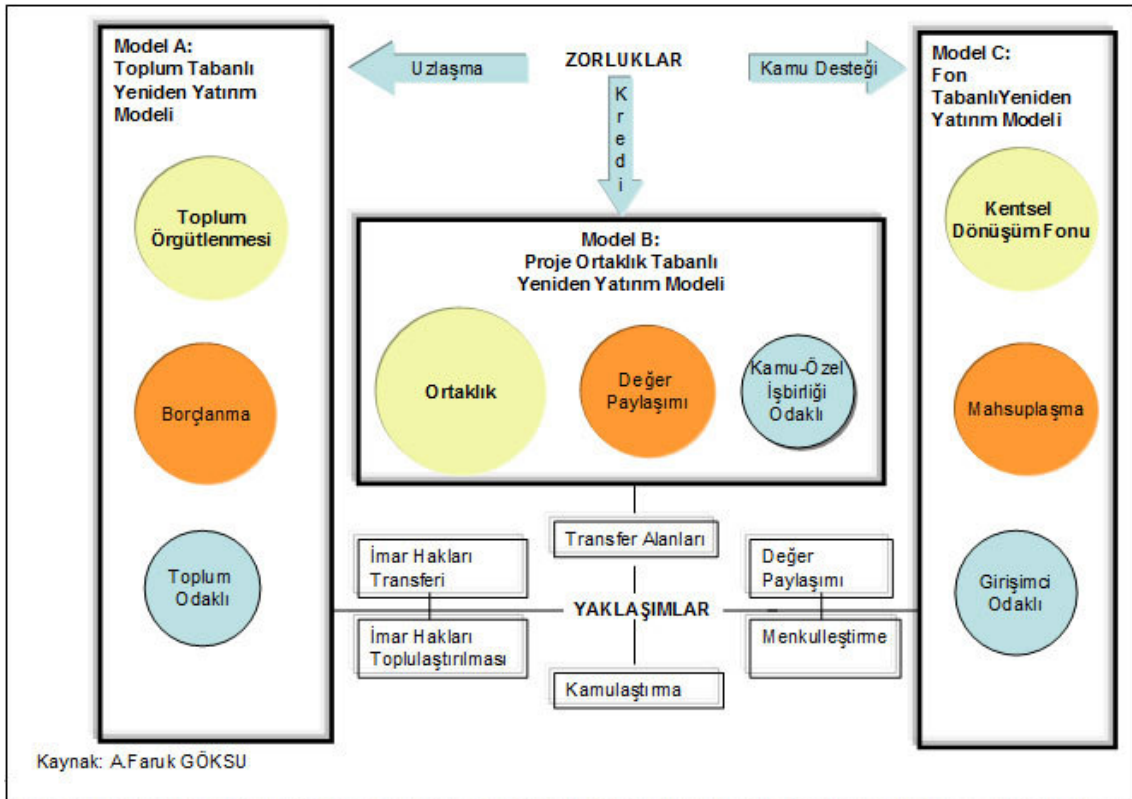 Model A:
Toplum Tabanlı
Yeniden Yatırım
Modeli
Toplum
Örgütlenmesi
Borçlanma
Toplum
Odaklı
Uzlaşma
ZORLUKLAR
Kamu Desteği
K
r
e
d
i
Model B:
Proje Ortaklık Tabanlı
Yeniden Yatırım Modeli
Ortaklık
Değer
Paylaşımı
Kamu-Özel
İşbirliği
Odaklı
Model C:
Fon
TabanlıYeniden
Yatırım Modeli
Kentsel
Dönüşüm Fonu
Mahsuplaşma
Girişimci
Odaklı
Transfer Alanları
İmar Hakları
Transferi
Değer
Paylaşımı
YAKLAŞIMLAR
İmar Hakları
Toplulaştırılması
Menkulleştirme
Kamulaştırma
Kaynak: A.Faruk GÖKSU